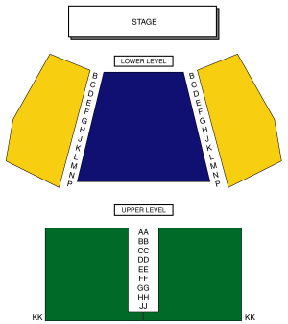 STAGE
LOWER LEVEL
B B
C C
D D
E E
F F
G G
H H
J J
K K
L L
M M
N N
P P
UPPER LEVEL
AA
BB
CC
DD
EE
FF
GG
HH
JJ
KK KK